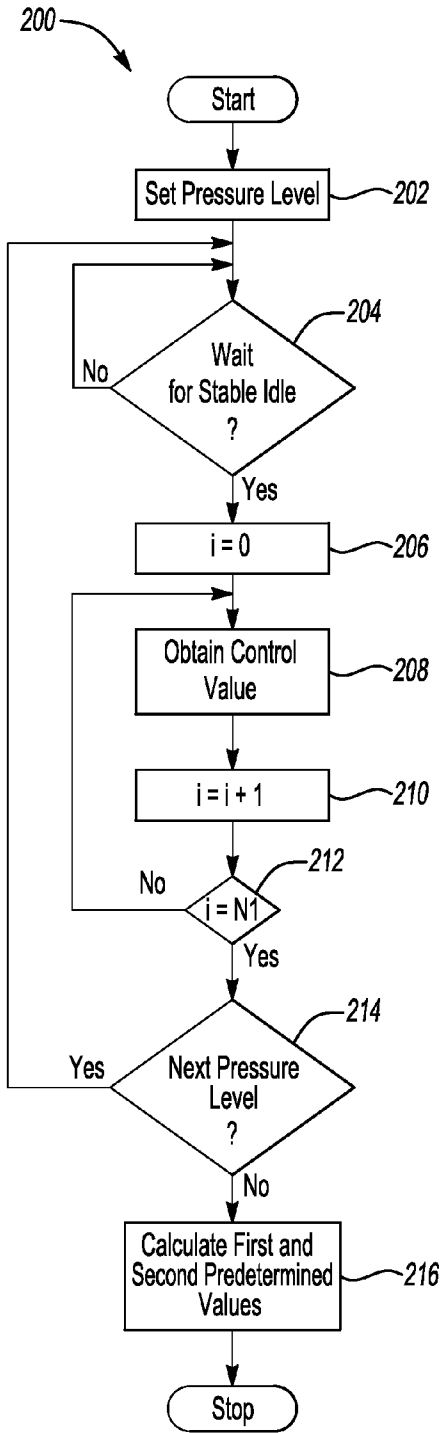 200
Start
Set Pressure Level
202
204
Wait
for Stable Idle
?
No
Yes
i = 0
206
Obtain Control
Value
208
i = i + 1
210
212
No
i = N1
Yes
214
Yes
Next Pressure
Level
?
No
Calculate First and
Second Predetermined
Values
216
Stop